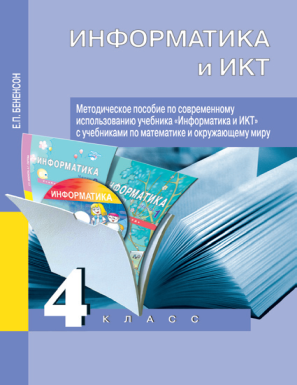 Е.П. БЕНЕНСОН
ИНФОРМАТИКА
и ИКТ
Методическое пособие по современному
использованию учебника «Информатика и ИКТ»
с учебниками по математике и окружающему миру
ИНФОРМАТИКА
ИНФОРМАТИКА
ИНФОРМАТИКА
4
КЛАСС